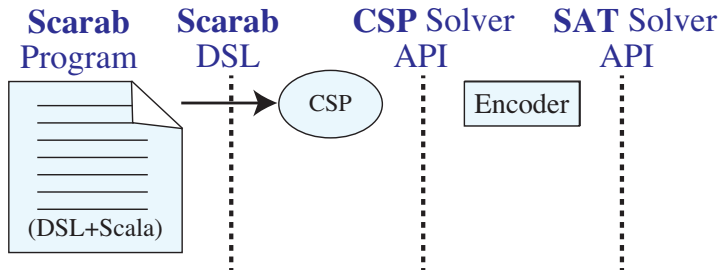 Scarab Program
Scarab DSL
CSP Solver API
SAT Solver API
(DSL+Scala)
CSP
Encoder